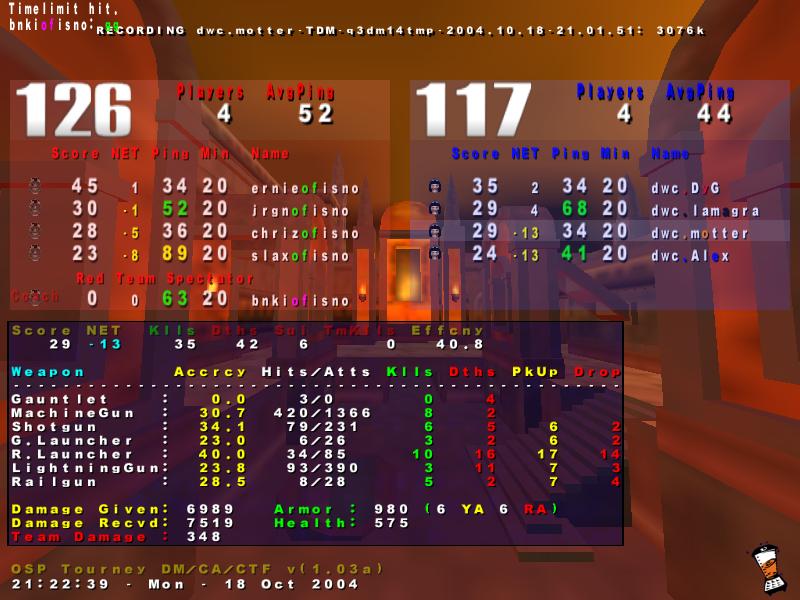 Timelimit hit.
bnkiofisno: gg
RECORDING dwc.motter-TDM-q3dm14tmp-2004.10.18-21.01.51: 3076k
126 Players AvgPing
4 52
Score NET Ping Min Name
45 1 34 20 ernieofisno
30 -1 52 20 jrgnofisno
28 -5 36 20 chrizofisno
23 -8 89 20 slaxofisno
Red Team Spectator
Coach 0 0 63 20 bnkiofisno
117 Players AvgPing
4 44
Score NET Ping Min Name
35 2 34 20 dwc.DyG
29 4 68 20 dwc.lamagra
29 -13 34 20 dwc.motter
24 -13 41 20 dwc.Alex
Score NET Klls Dths Sui TmKlls Effcny
29 -13 35 42 6 0 40.8
Weapon Accrcy Hits/Atts Klls Dths PkUp Drop
Gauntlet : 0.0 3/0 0 4
MachineGun : 30.7 420/1366 8 2
Shotgun : 34.1 79/231 6 5 6 2
G.Launcher : 23.0 6/26 3 2 6 2
R.Launcher : 40.0 34/85 10 16 17 14
LightningGun: 23.8 93/390 3 11 7 3
Railgun : 28.5 8/28 5 2 7 4
Damage Given: 6989 Armor : 980 (6 YA 6 RA)
Damage Recvd: 7519 Health: 575
Team Damage: 348
OSP Tourney DM/CA/CTF v(1.03a)
21:22:39 - Mon - 18 Oct 2004